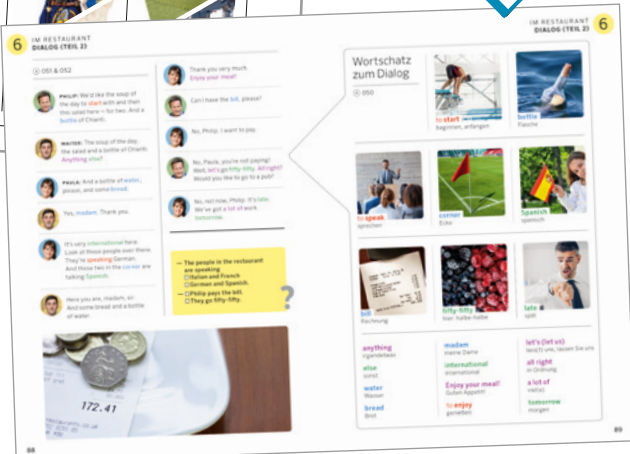 6
IM RESTAURANT
DIALOG (TEIL 2)
051 & 052
PHILIP: We'd like the soup of
the day to start with and then
this salad here – for two. And a
bottle of Chianti.
WAITER: The soup of the day,
the salad and a bottle of Chianti.
Anything else?
PAULA: And a bottle of water,
please, and some bread.
Yes, madam. Thank you.
It's very international here.
Look at those people over there.
They're speaking German.
And those two in the corner are
talking Spanish.
Here you are, madam, sir.
And some bread and a bottle
of water.
Thank you very much.
Enjoy your meal!
Can I have the bill, please?
No, Philip. I want to pay.
No, Paula, you're not paying!
Well, let's go fifty-fifty. All right?
Would you like to go to a pub?
No, not now, Philip. It's late.
We've got a lot of work
tomorrow.
— The people in the restaurant
are speaking
Italian and French
German and Spanish.
— Philip pays the bill.
They go fifty-fifty.
?
172.41
88
IM RESTAURANT
DIALOG (TEIL 2)
6
Wortschatz
zum Dialog
050
to start
beginnen, anfangen
bottle
Flasche
to speak
sprechen
corner
Ecke
Spanish
spanisch
bill
Rechnung
fifty-fifty
hier: halbe-halbe
late
spät
anything
irgendetwas
else
sonst
water
Wasser
bread
Brot
madam
meine Dame
international
international
Enjoy your meal!
Guten Appetit!
to enjoy
genießen
let's (let us)
lass(t) uns, lassen Sie uns
all right
in Ordnung
a lot of
viel(e)
tomorrow
morgen
89